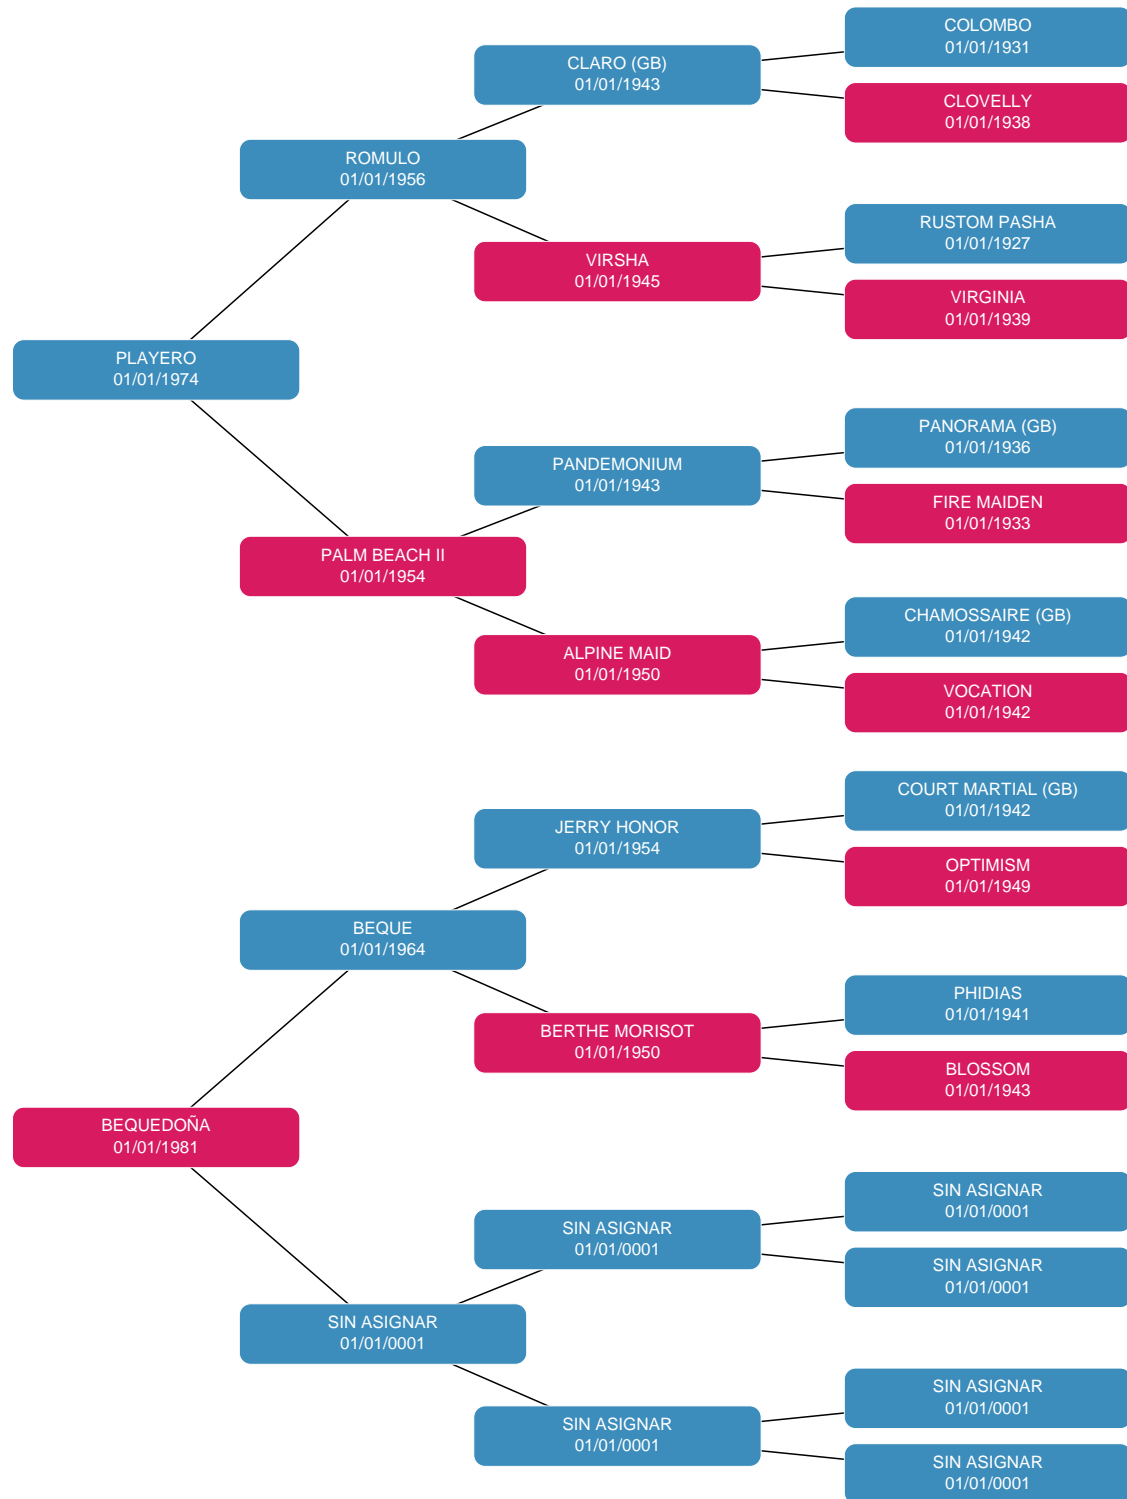 COLOMBO
01/01/1931
CLARO (GB)
01/01/1943
CLOVELLY
01/01/1938
ROMULO
01/01/1956
RUSTOM PASHA
01/01/1927
VIRSHA
01/01/1945
VIRGINIA
01/01/1939
PLAYERO
01/01/1974
PANORAMA (GB)
01/01/1936
PANDEMONIUM
01/01/1943
FIRE MAIDEN
01/01/1933
PALM BEACH II
01/01/1954
CHAMOSSAIRE (GB)
01/01/1942
ALPINE MAID
01/01/1950
VOCATION
01/01/1942
COURT MARTIAL (GB)
01/01/1942
JERRY HONOR
01/01/1954
OPTIMISM
01/01/1949
BEQUE
01/01/1964
PHIDIAS
01/01/1941
BERTHE MORISOT
01/01/1950
BLOSSOM
01/01/1943
BEQUEDOÑA
01/01/1981
SIN ASIGNAR
01/01/0001
SIN ASIGNAR
01/01/0001
SIN ASIGNAR
01/01/0001
SIN ASIGNAR
01/01/0001
SIN ASIGNAR
01/01/0001
SIN ASIGNAR
01/01/0001
SIN ASIGNAR
01/01/0001